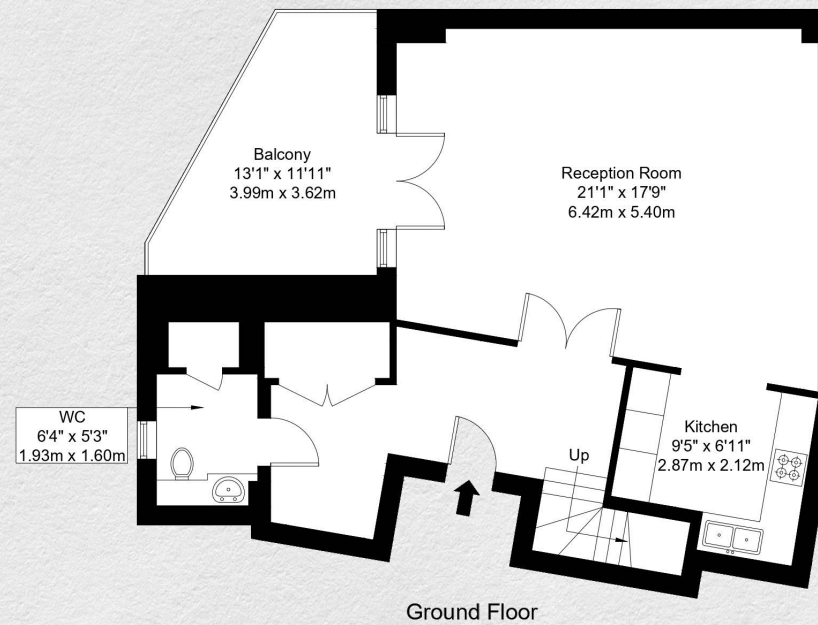 Balcony
13'1" x 11'11"
3.99m x 3.62m
Reception Room
21'1" x 17'9"
6.42m x 5.40m
WC
6'4" x 5'3"
1.93m x 1.60m
Up
Kitchen
9'5" x 6'11"
2.87m x 2.12m
Ground Floor